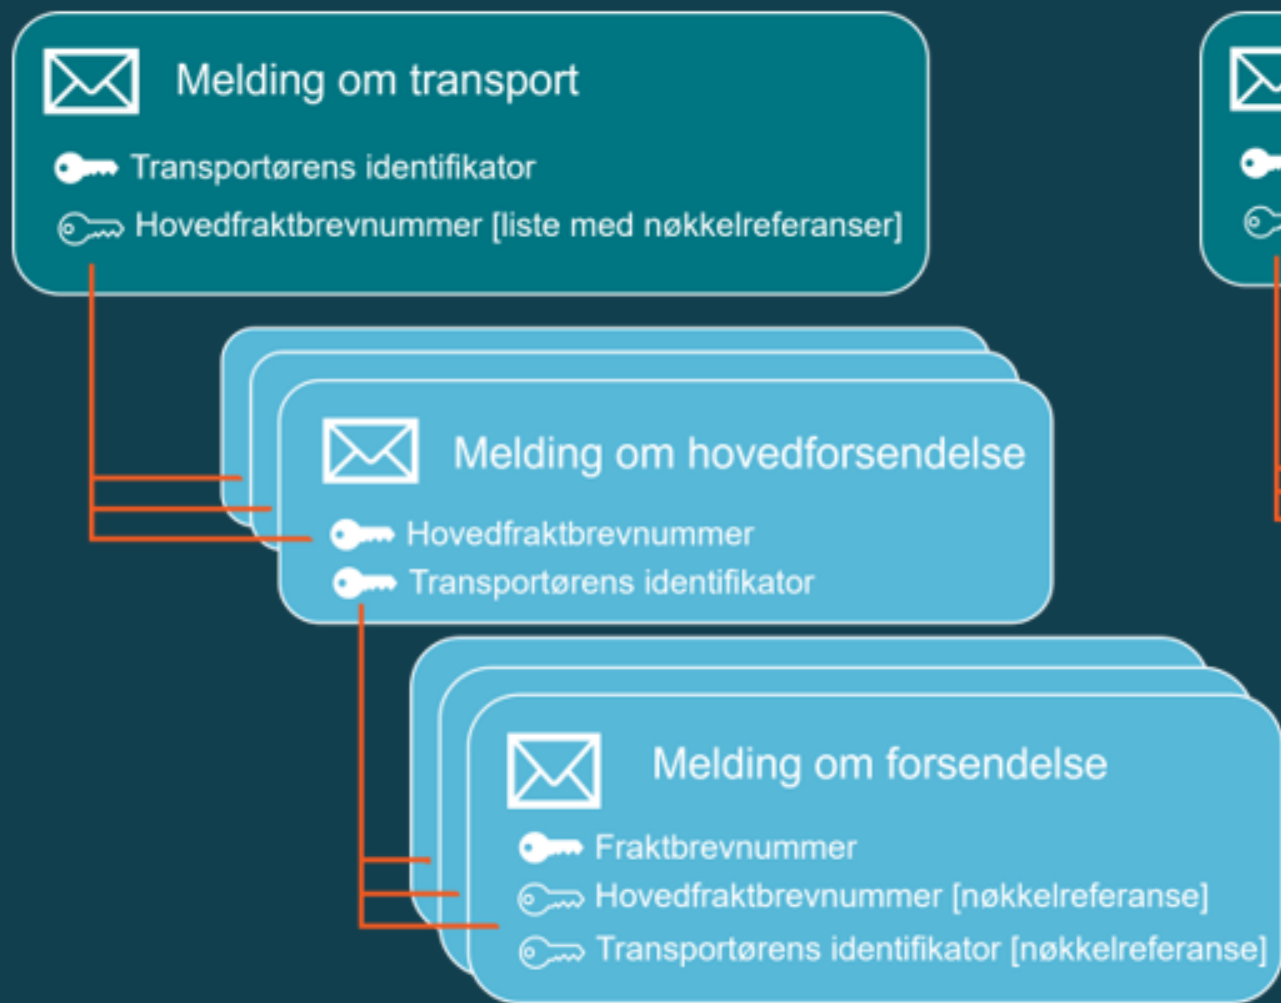 Melding om transport
Transportørens identifikator
Hovedfraktbrevnummer [liste med nøkkelreferanser]
Melding om hovedforsendelse
Hovedfraktbrevnummer
Transportørens identifikator
Melding om forsendelse
Fraktbrevnummer
Hovedfraktbrevnummer [nøkkelreferanse]
Transportørens identifikator [nøkkelreferanse]